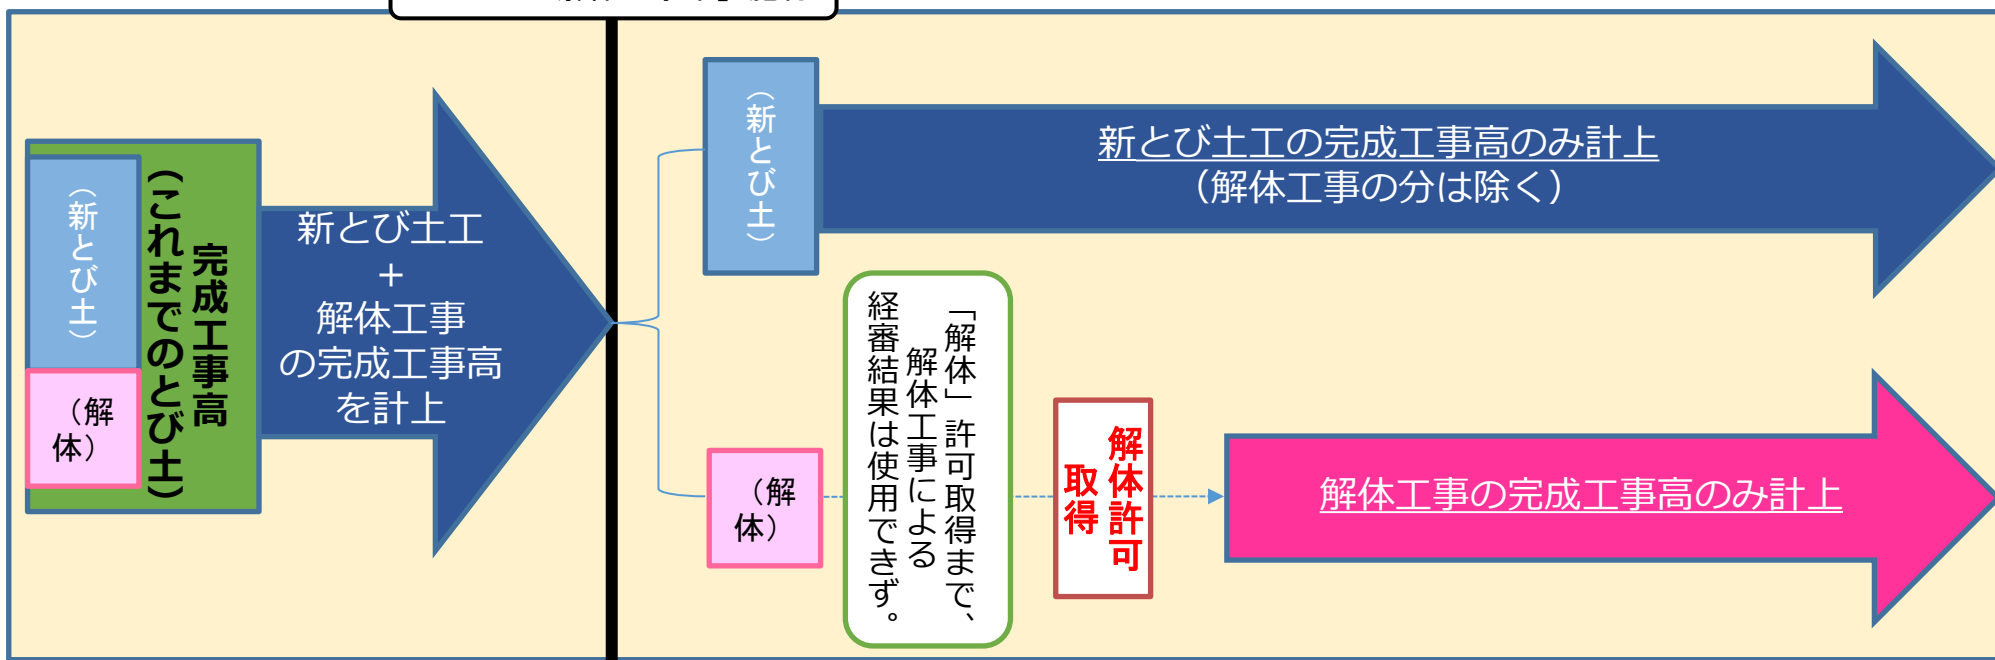 （新とび土）
（解
体）
完成工事高
（これまでのとび土）
新とび土工
＋
解体工事
の完成工事高
を計上
（新とび土）
新とび土工の完成工事高のみ計上
（解体工事の分は除く）
（解
体）
「解体」許可取得まで、
解体工事による
経審結果は使用できず。
解体許可
取得
解体工事の完成工事高のみ計上